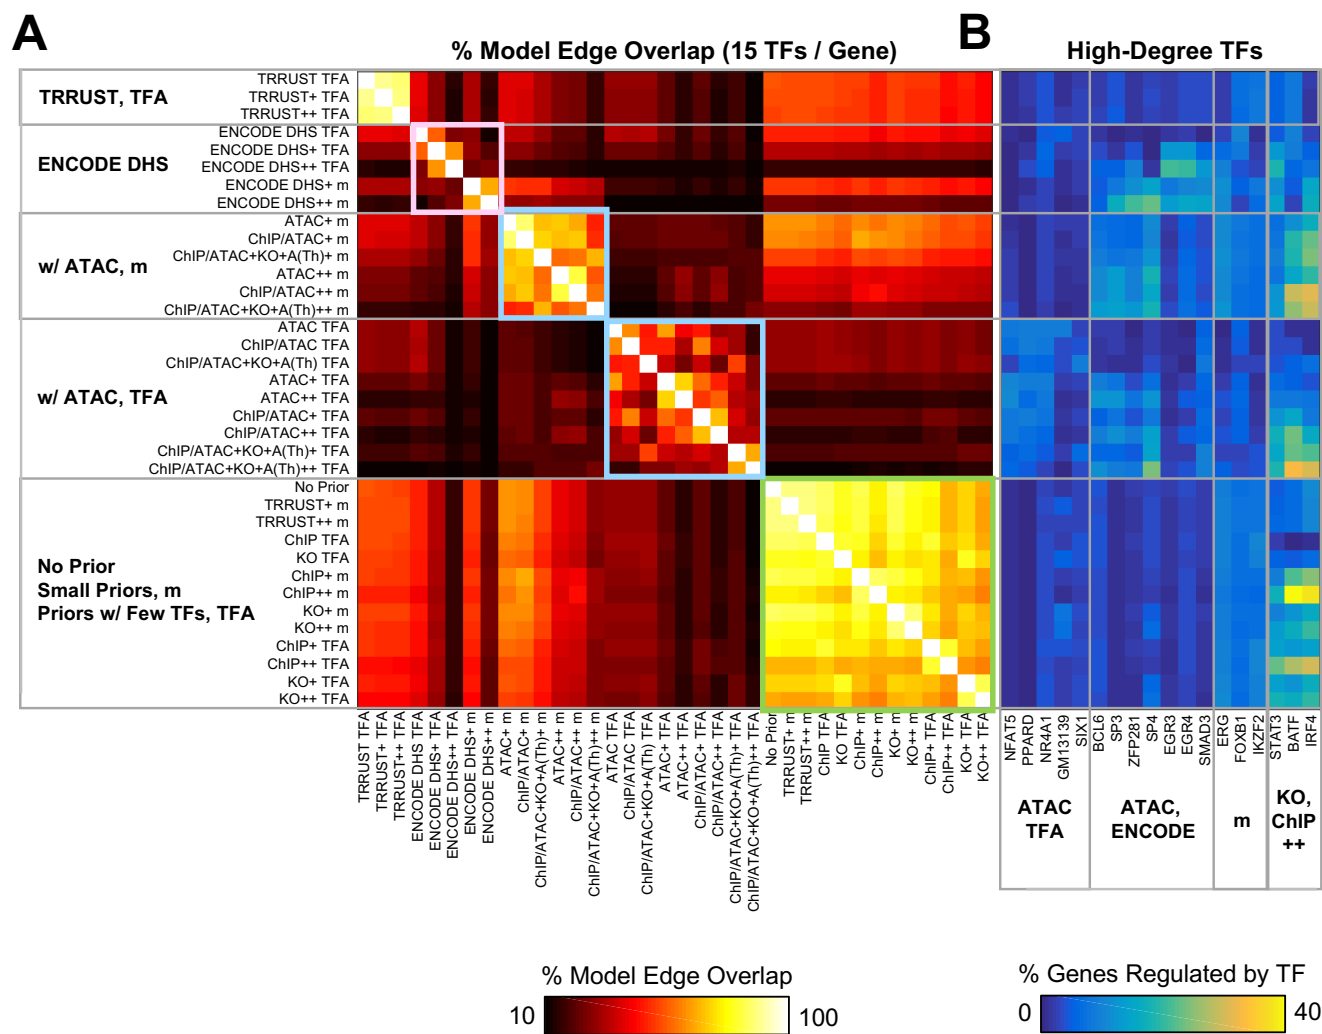 A
B
% Model Edge Overlap (15 TFs / Gene)
High-Degree TFs
TRRUST, TFA
TRRUST TFA
TRRUST+ TFA
TRRUST++ TFA
ENCODE DHS
ENCODE DHS TFA
ENCODE DHS+ TFA
ENCODE DHS++ TFA
ENCODE DHS+ m
ENCODE DHS++ m
w/ ATAC, m
ATAC+ m
ChIP/ATAC+ m
ChIP/ATAC+KO+A(Th)+ m
ATAC++ m
ChIP/ATAC++ m
ChIP/ATAC+KO+A(Th)++ m
w/ ATAC, TFA
ATAC TFA
ChIP/ATAC TFA
ChIP/ATAC+KO+A(Th) TFA
ATAC+ TFA
ATAC++ TFA
ChIP/ATAC+ TFA
ChIP/ATAC++ TFA
ChIP/ATAC+KO+A(Th)+ TFA
ChIP/ATAC+KO+A(Th)++ TFA
No Prior
Small Priors, m
Priors w/ Few TFs, TFA
No Prior
TRRUST+ m
TRRUST++ m
ChIP TFA
KO TFA
ChIP+ m
ChIP++ m
KO+ m
KO++ m
ChIP+ TFA
ChIP++ TFA
KO+ TFA
KO++ TFA
TRRUST TFA
TRRUST+ TFA
TRRUST++ TFA
ENCODE DHS TFA
ENCODE DHS+ TFA
ENCODE DHS++ TFA
ENCODE DHS+ m
ENCODE DHS++ m
ATAC+ m
ChIP/ATAC+ m
ChIP/ATAC+KO+A(Th)+ m
ATAC++ m
ChIP/ATAC++ m
ChIP/ATAC+KO+A(Th)++ m
ATAC TFA
ChIP/ATAC TFA
ChIP/ATAC+KO+A(Th) TFA
ATAC+ TFA
ATAC++ TFA
ChIP/ATAC+ TFA
ChIP/ATAC++ TFA
ChIP/ATAC+KO+A(Th)+ TFA
ChIP/ATAC+KO+A(Th)++ TFA
No Prior
TRRUST+ m
TRRUST++ m
ChIP TFA
KO TFA
ChIP+ m
ChIP++ m
KO+ m
KO++ m
ChIP+ TFA
ChIP++ TFA
KO+ TFA
KO++ TFA
NFAT5
PPARD
NR4A1
GM13139
SIX1
BCL6
SP3
ZFP281
SP4
EGR3
EGR4
SMAD3
ERG
FOXB1
IKZF2
STAT3
BATF
IRF4
ATAC
TFA
ATAC,
ENCODE
m
KO,
ChIP
++
% Model Edge Overlap
10
100
% Genes Regulated by TF
0
40